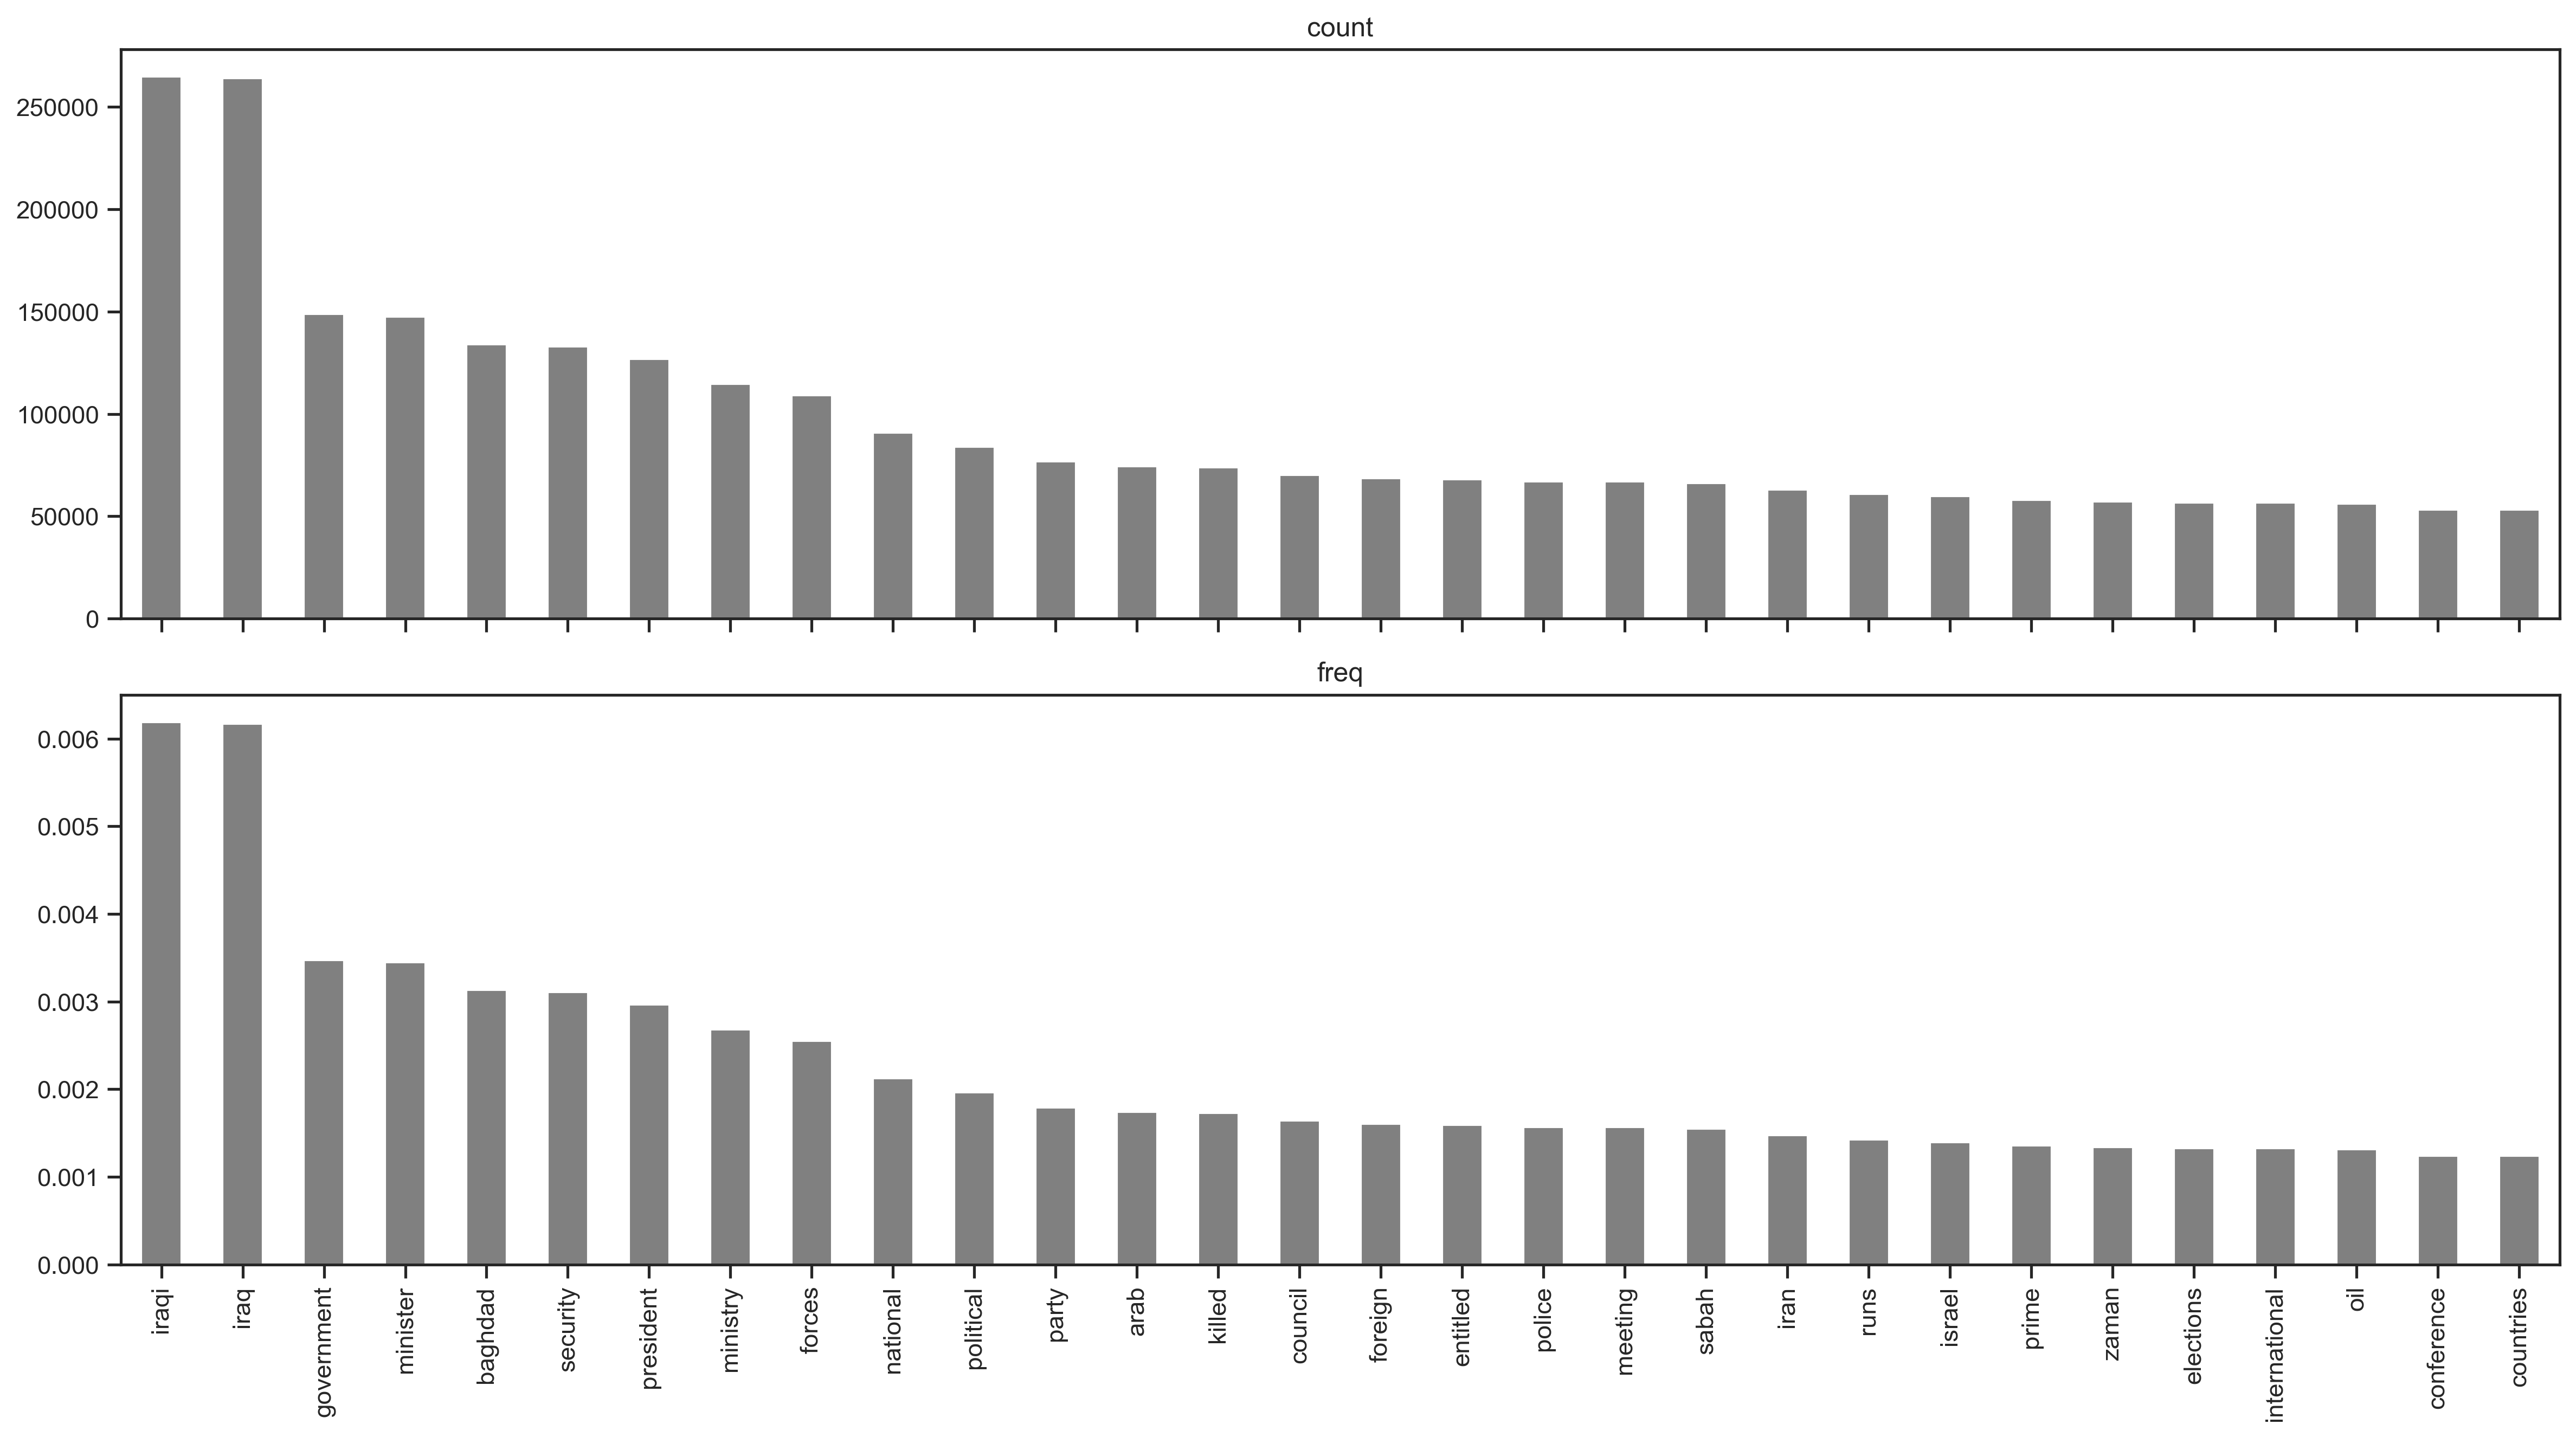 count
250000
200000
150000
100000
50000
0
freq
0.006
0.005
0.004
0.003
0.002
0.001
0.000
iraqi
iraq
government
minister
baghdad
security
president
ministry
forces
national
political
party
arab
killed
council
foreign
entitled
police
meeting
sabah
iran
runs
israel
prime
zaman
elections
international
oil
conference
countries